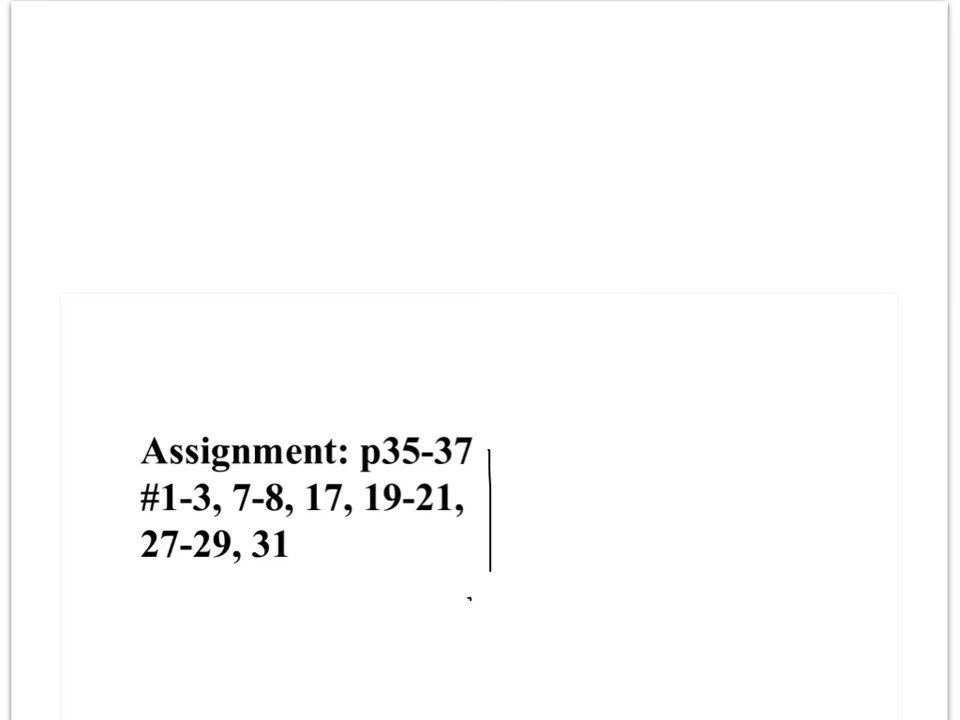 Assignment: p35-37
#1-3, 7-8, 17, 19-21,
27-29, 31